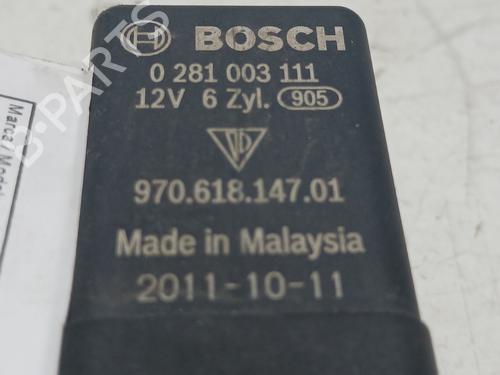 BOSCH
0 281 003 111
12V 6 Zyl. 905
970.618.147.01
Made in Malaysia
2011-10-11
B-PARTS